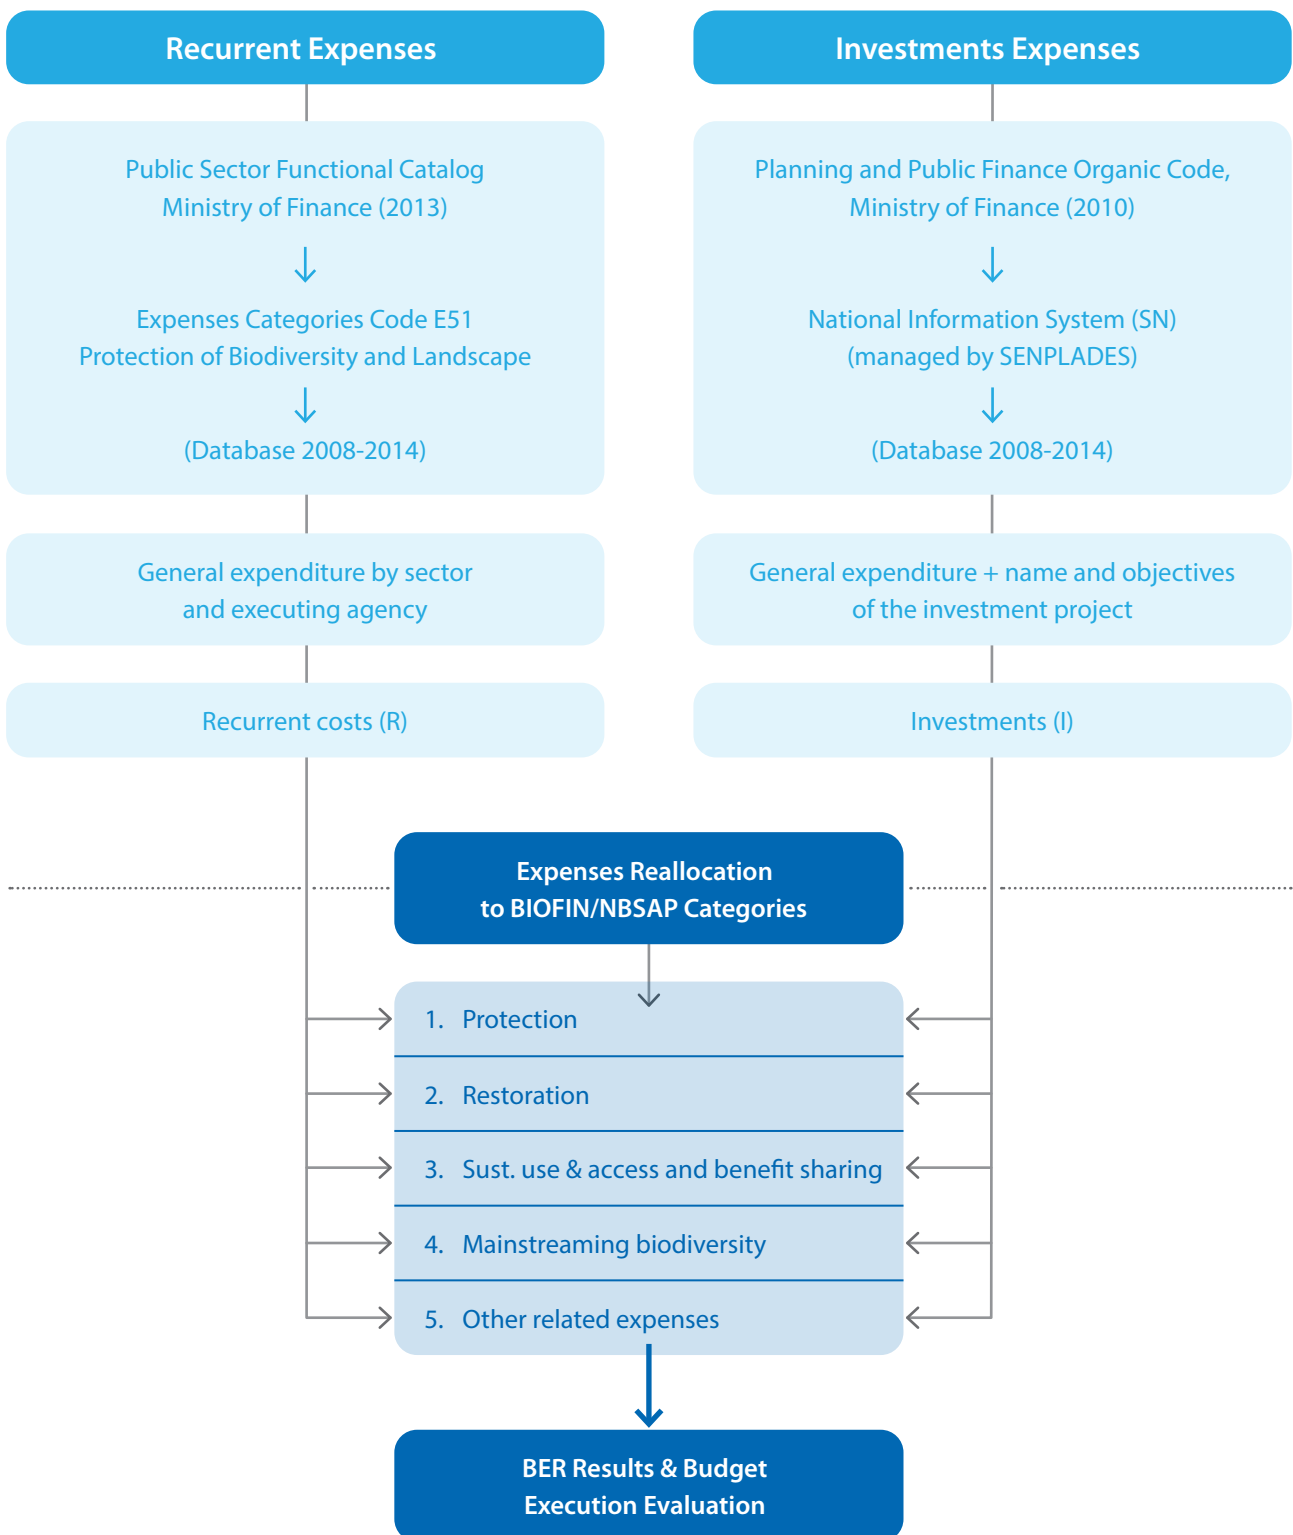 Recurrent Expenses
Public Sector Functional Catalog
Ministry of Finance (2013)
Expenses Categories Code E51
Protection of Biodiversity and Landscape
(Database 2008-2014)
General expenditure by sector
and executing agency
Recurrent costs (R)
Investments Expenses
Planning and Public Finance Organic Code,
Ministry of Finance (2010)
National Information System (SN)
(managed by SENPLADES)
(Database 2008-2014)
General expenditure + name and objectives
of the investment project
Investments (I)
Expenses Reallocation
to BIOFIN/NBSAP Categories
1. Protection
2. Restoration
3. Sust. use & access and benefit sharing
4. Mainstreaming biodiversity
5. Other related expenses
BER Results & Budget
Execution Evaluation